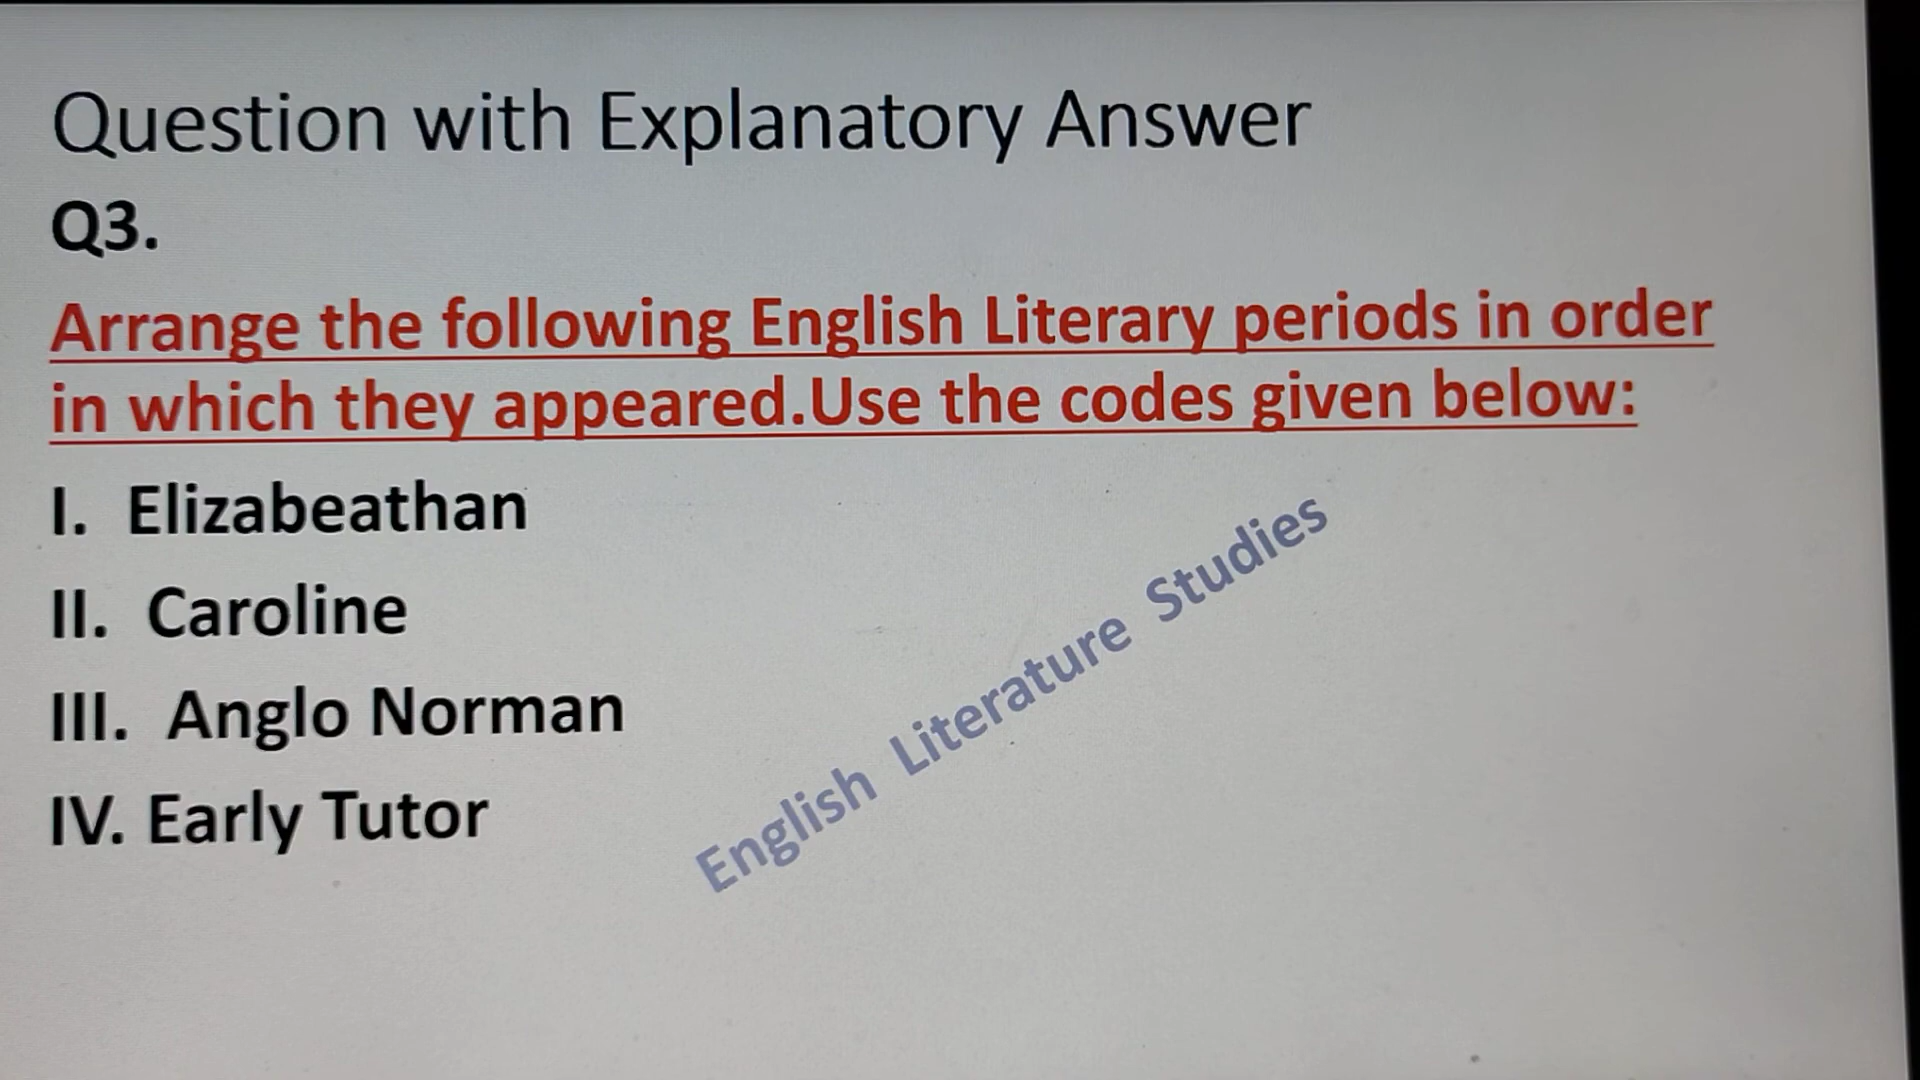 Question with Explanatory Answer
Q3.
Arrange the following English Literary periods in order
in which they appeared.Use the codes given below:
I. Elizabeathan
II. Caroline
III. Anglo Norman
IV. Early Tutor
English Literature Studies